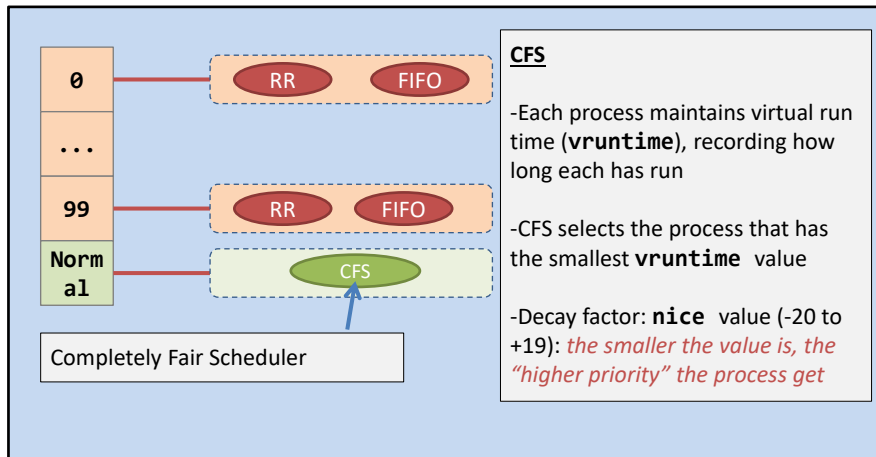 0
RR
FIFO
...
99
RR
FIFO
Norm
al
CFS
Completely Fair Scheduler
CFS
-Each process maintains virtual run
time (vruntime), recording how
long each has run
-CFS selects the process that has
the smallest vruntime value
-Decay factor: nice value (-20 to
+19): the smaller the value is, the
“higher priority” the process get